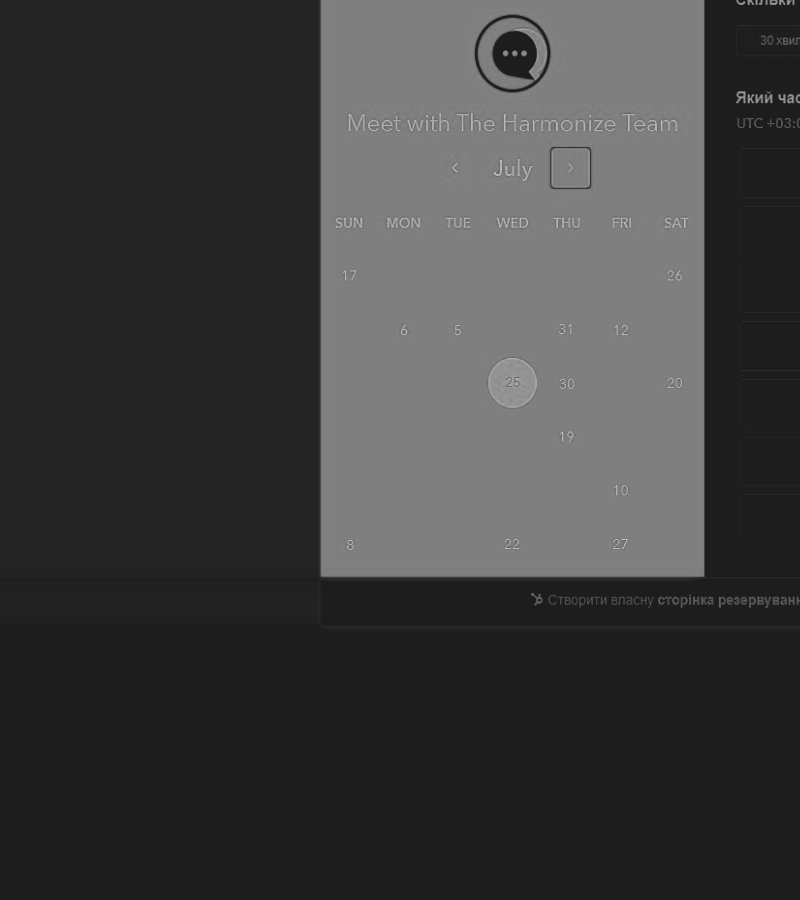 Скільки
30 хвил
Meet with The Harmonize Team
Який час
UTC +03:0
July
SUN MON TUE WED THU FRI SAT
17 26
6 5 31 12
25 30 20
19
10
8 22 27
Створити власну сторінка резервуванн